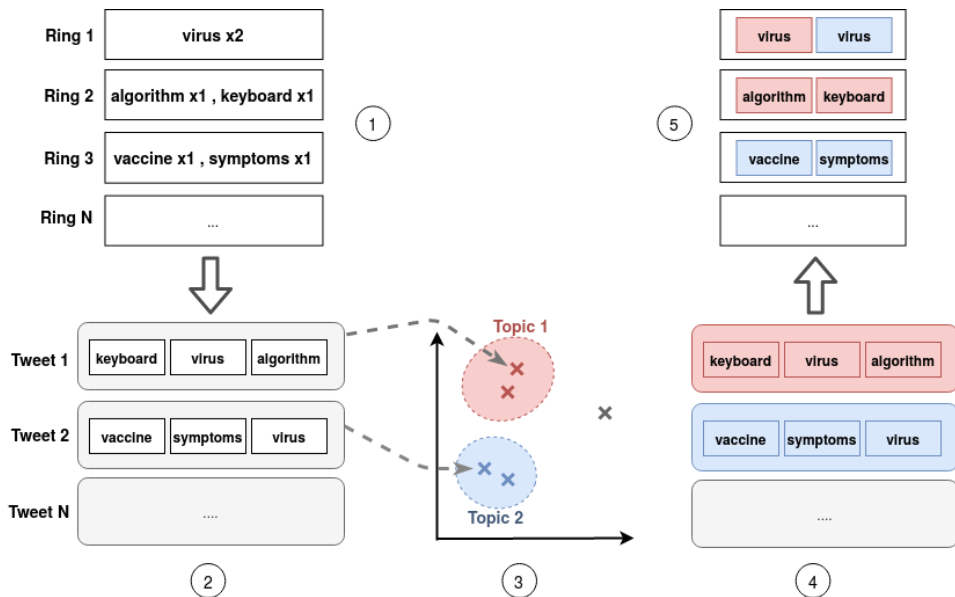 Ring 1
virus x2
Ring 2
algorithm x1 , keyboard x1
Ring 3
vaccine x1 , symptoms x1
Ring N
...
1
Tweet 1
keyboard virus algorithm
Tweet 2
vaccine symptoms virus
Tweet N
....
2
Topic 1
Topic 2
3
keyboard virus algorithm
vaccine symptoms virus
....
4
virus virus
algorithm keyboard
vaccine symptoms
...
5